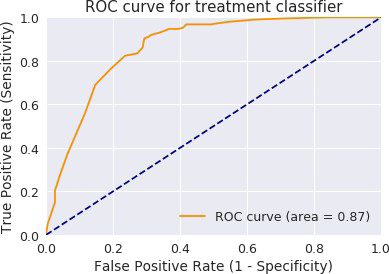 ROC curve for treatment classifier
True Positive Rate (Sensitivity)
1.0
0.8
0.6
0.4
0.2
0.0
ROC curve (area = 0.87)
0.0 0.2 0.4 0.6 0.8 1.0
False Positive Rate (1 - Specificity)